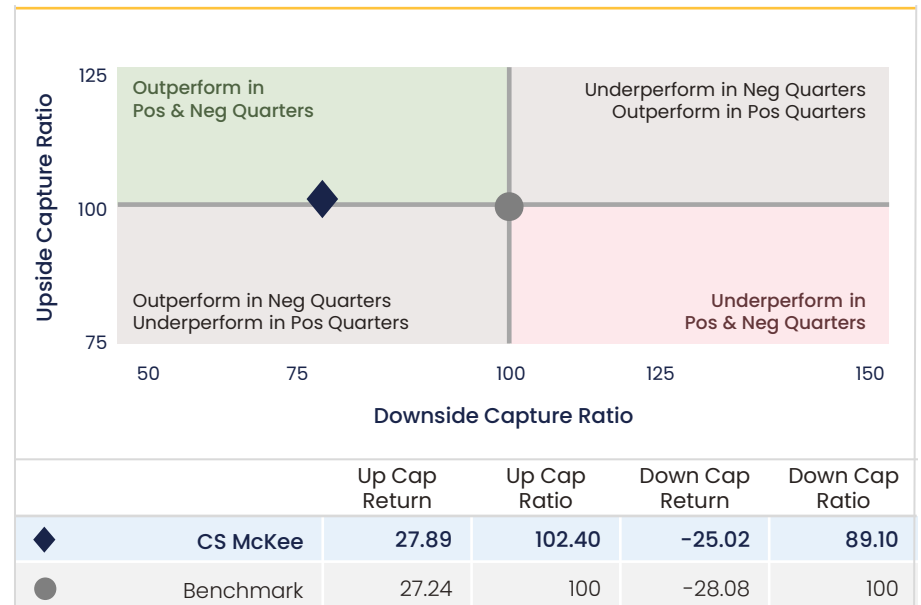 125
Outperform in
Pos & Neg Quarters
Underperform in Neg Quarters
Outperform in Pos Quarters
Upside Capture Ratio
100
Outperform in Neg Quarters
Underperform in Pos Quarters
Underperform in
Pos & Neg Quarters
75
50 75 100 125 150
Downside Capture Ratio
Up Cap Return Up Cap Ratio Down Cap Return Down Cap Ratio
CS McKee 27.89 102.40 -25.02 89.10
Benchmark 27.24 100 -28.08 100